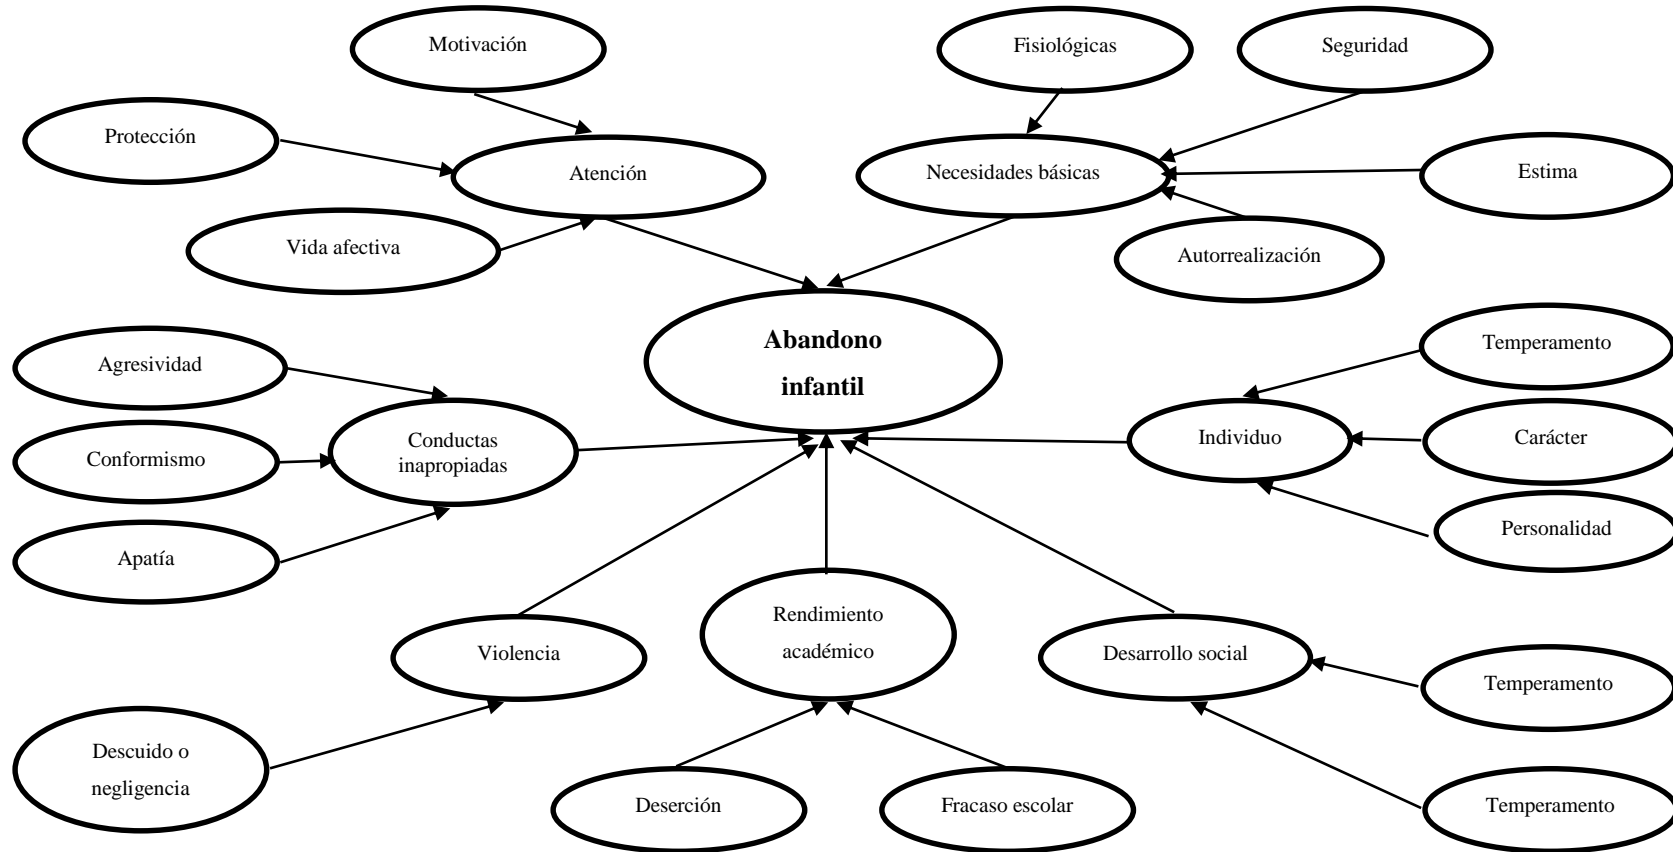 Motivación
Fisiológicas
Seguridad
Protección
Atención
Necesidades básicas
Estima
Vida afectiva
Autorrealización
Abandono
infantil
Agresividad
Temperamento
Conductas
inapropiadas
Individuo
Carácter
Conformismo
Personalidad
Apatía
Rendimiento
académico
Violencia
Desarrollo social
Temperamento
Descuido o
negligencia
Deserción
Fracaso escolar
Temperamento